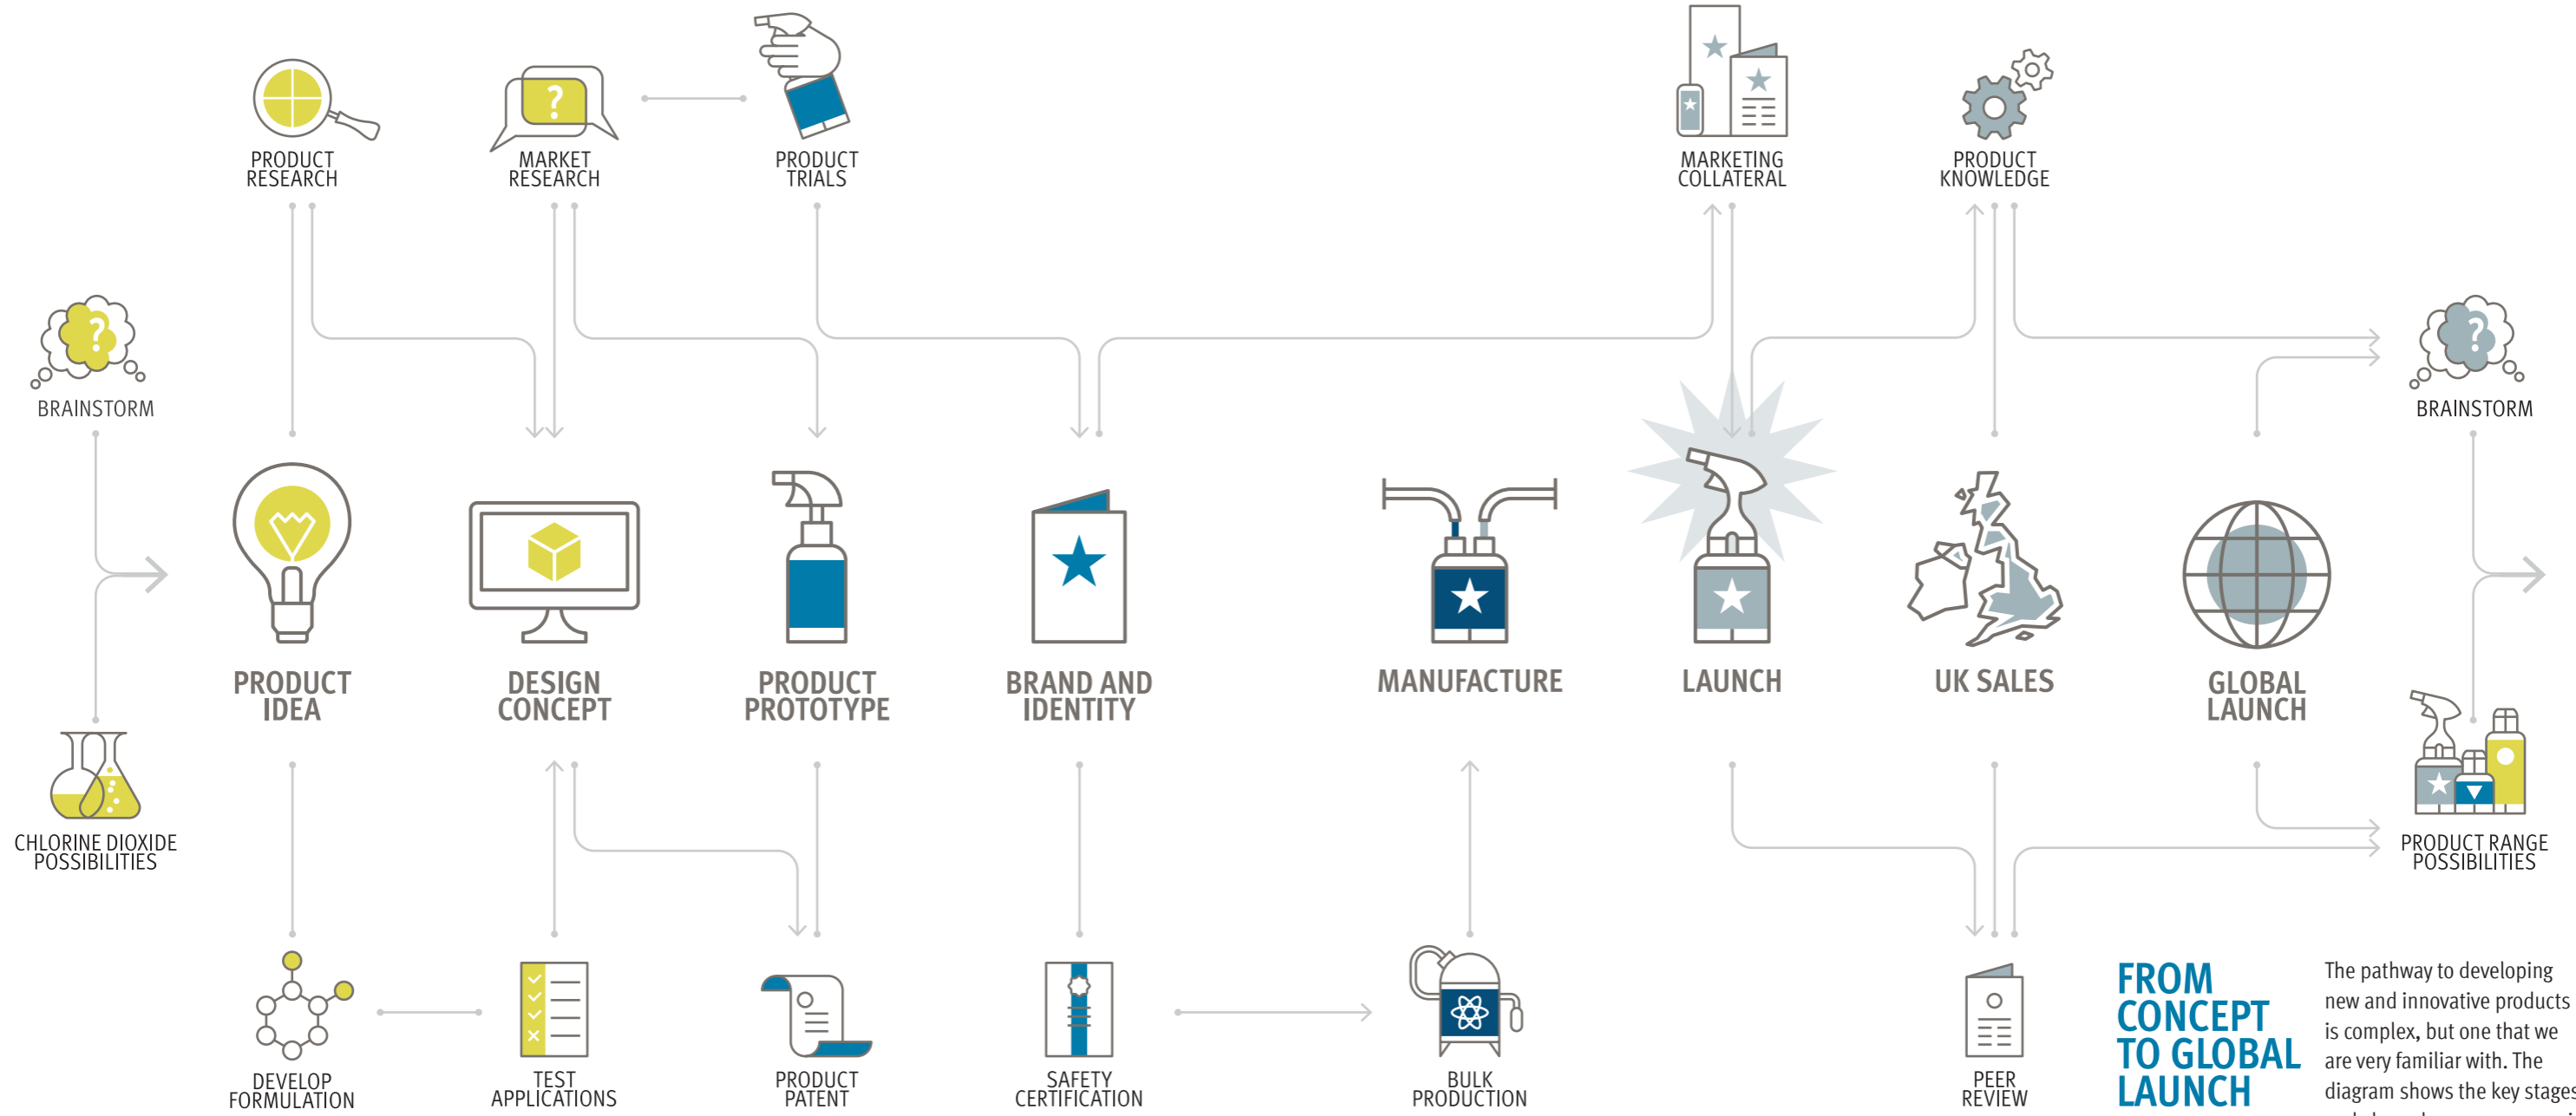 PRODUCT
RESEARCH
MARKET
RESEARCH
?
PRODUCT
TRIALS
MARKETING
COLLATERAL
PRODUCT
KNOWLEDGE
?
BRAINSTORM
?
BRAINSTORM
PRODUCT
IDEA
DESIGN
CONCEPT
PRODUCT
PROTOTYPE
BRAND AND
IDENTITY
MANUFACTURE
LAUNCH
UK SALES
GLOBAL
LAUNCH
CHLORINE DIOXIDE
POSSIBILITIES
PRODUCT RANGE
POSSIBILITIES
DEVELOP
FORMULATION
TEST
APPLICATIONS
PRODUCT
PATENT
SAFETY
CERTIFICATION
BULK
PRODUCTION
PEER
REVIEW
FROM
CONCEPT
TO GLOBAL
LAUNCH
The pathway to developing
new and innovative products
is complex, but one that we
are very familiar with. The
diagram shows the key stages